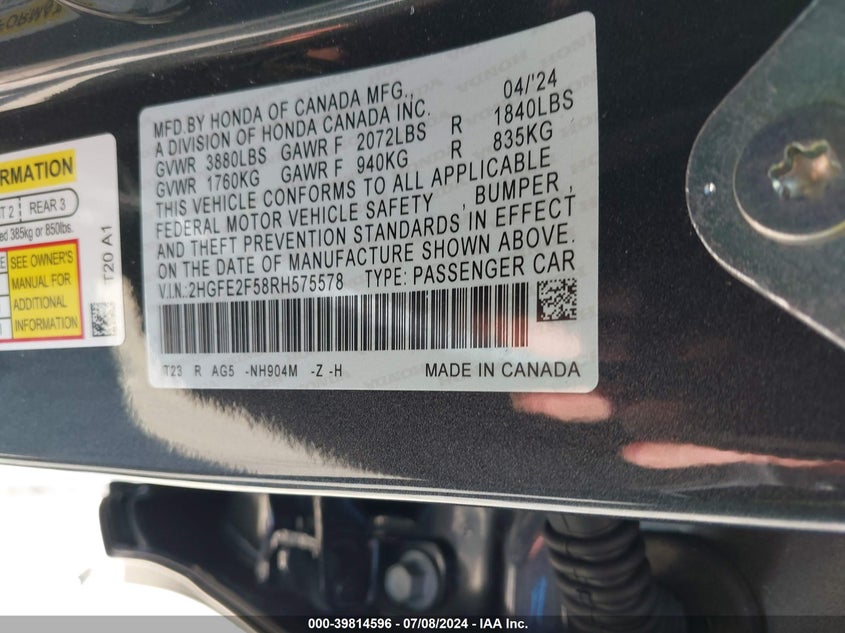 MFD.BY HONDA OF CANADA MFG., 04/'24
A DIVISION OF HONDA CANADA INC.
GVWR 3880LBS GAWR F 2072LBS R 1840LBS
GVWR 1760KG GAWR F 940KG R 835KG
THIS VEHICLE CONFORMS TO ALL APPLICABLE
FEDERAL MOTOR VEHICLE SAFETY , BUMPER ,
AND THEFT PREVENTION STANDARDS IN EFFECT
ON THE DATE OF MANUFACTURE SHOWN ABOVE.
V.I.N.:2HGFE2F58RH575578 TYPE: PASSENGER CAR
T23 R AG5 -NH904M -Z -H MADE IN CANADA
REAR 3
385kg or 850lbs.
SEE OWNER'S
MANUAL FOR
ADDITIONAL
INFORMATION
T20 A1
000-39814596 - 07/08/2024 - IAA Inc.